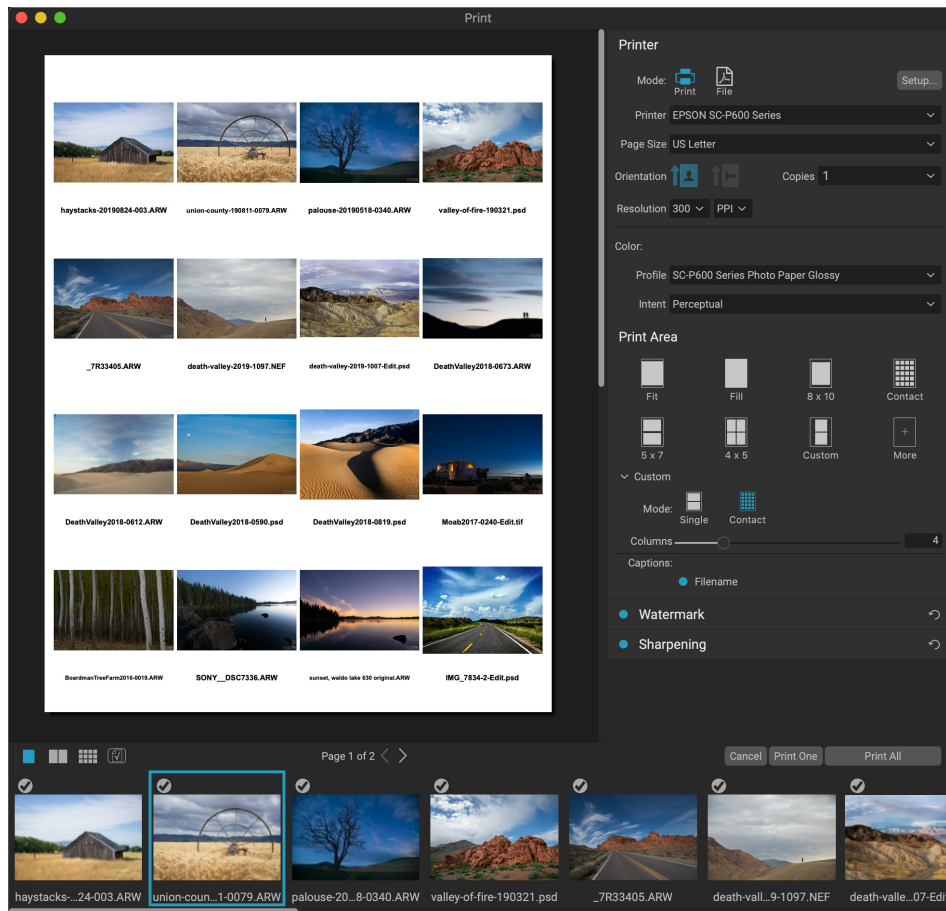 Print
Printer
Mode:
Print
File
Setup...
Printer EPSON SC-P600 Series
Page Size US Letter
Orientation
Copies 1
Resolution 300 PPI
Color:
Profile SC-P600 Series Photo Paper Glossy
Intent Perceptual
Print Area
Fit Fill 8 x 10 Contact
5 x 7 4 x 5 Custom More
Custom
Mode:
Single Contact
Columns 4
Captions:
Filename
Watermark
Sharpening
haystacks-20190824-003.ARW union-county-190811-0079.ARW palouse-20190518-0340.ARW valley-of-fire-190321.psd
_7R33405.ARW death-valley-2019-1097.NEF death-valley-2019-1007-Edit.psd DeathValley2018-0673.ARW
DeathValley2018-0612.ARW DeathValley2018-0590.psd DeathValley2018-0819.psd Moab2017-0240-Edit.tif
BoardmanTreeFarm2016-0019.ARW SONY__DSC7336.ARW sunset, waldo lake 630 original.ARW IMG_7834-2-Edit.psd
Page 1 of 2
Cancel Print One Print All
haystacks-...24-003.ARW union-coun...1-0079.ARW palouse-20...8-0340.ARW valley-of-fire-190321.psd _7R33405.ARW death-vall...9-1097.NEF death-valle...07-Edi